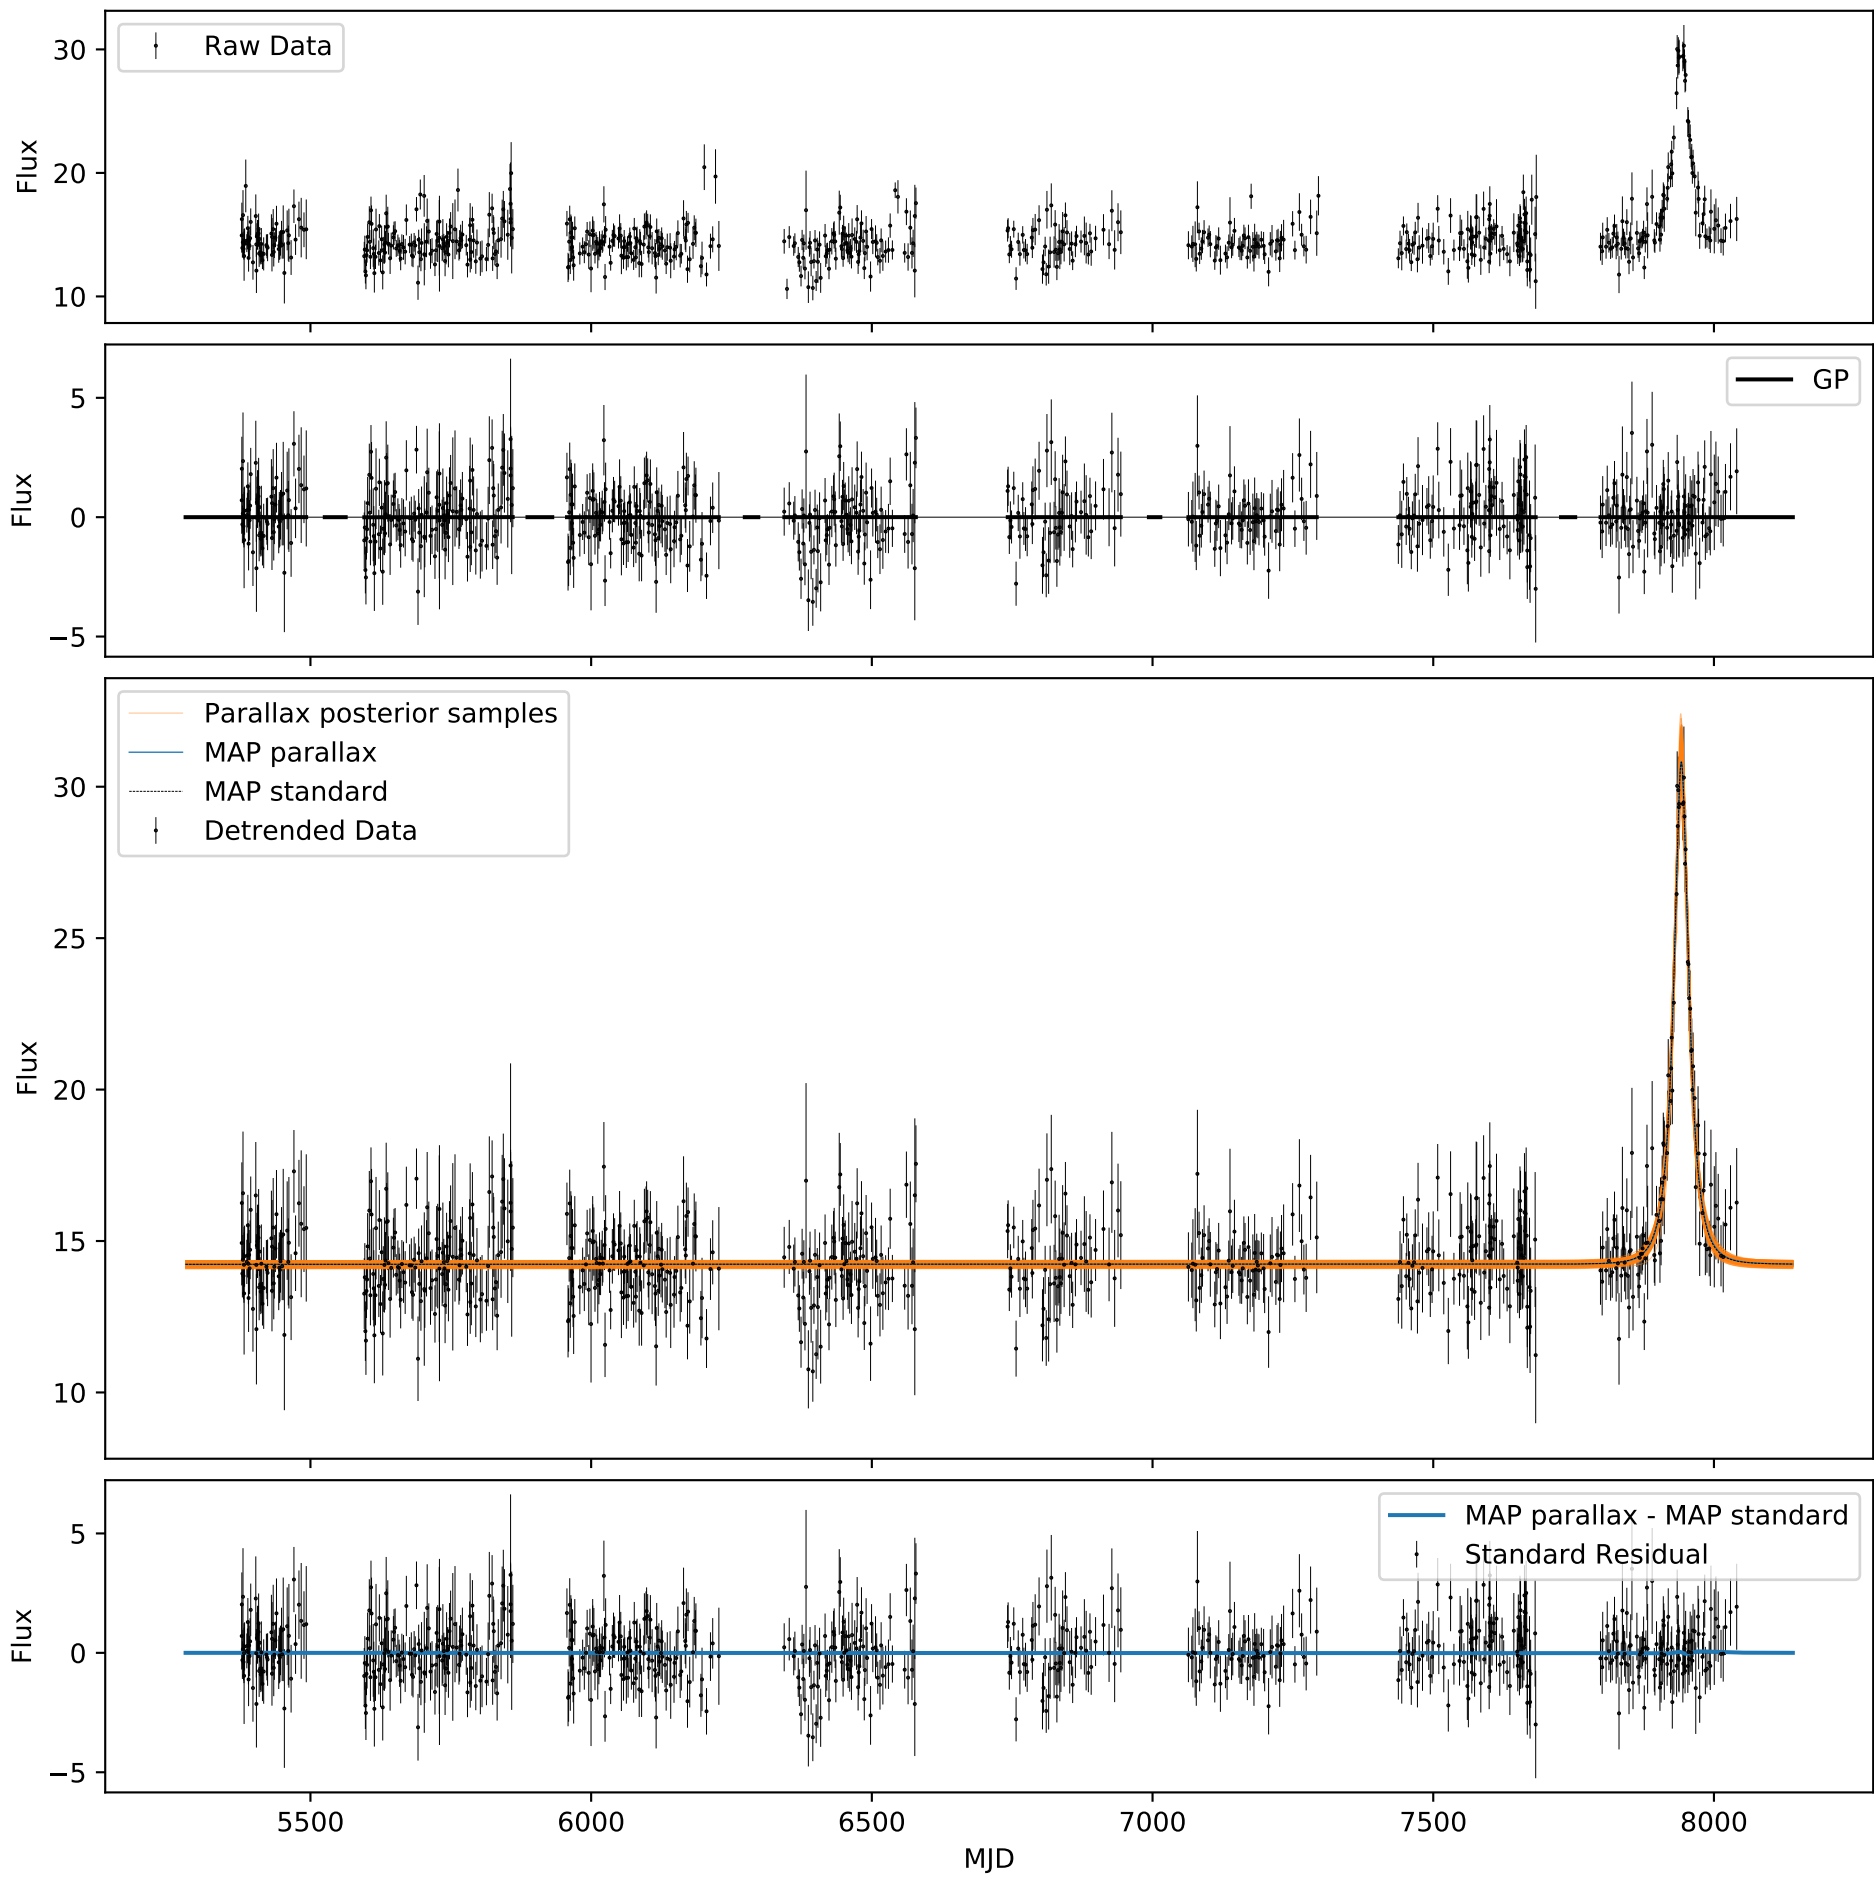 Raw Data
30
20
10
Flux
GP
5
0
−5
Flux
Parallax posterior samples
MAP parallax
MAP standard
Detrended Data
30
25
20
15
10
Flux
MAP parallax - MAP standard
Standard Residual
5
0
−5
Flux
5500 6000 6500 7000 7500 8000
MJD